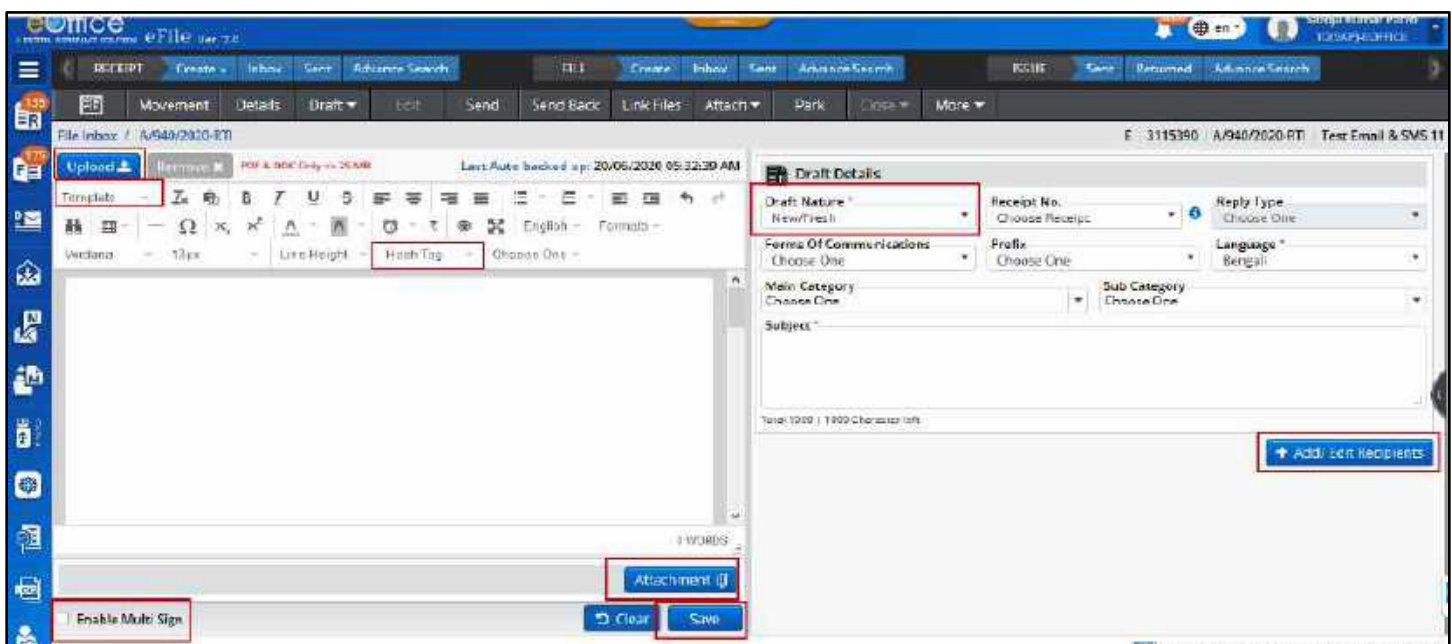 eOffice
eFile
en
RECEIPT Create Inbox Sent Advance Search FILE Create Inbox Sent Advance Search ISSUE Sent Returned Advance Search
Movement Details Draft Edit Send Send Back Link Files Attach Park Close More
File Inbox / A/940/2020-RTI
E 3115390 A/940/2020-RTI Test Email & SMS 11
Upload Remove Last Auto backed up: 20/06/2020 05:32:39 AM
Template B I U S
Ω English Formats
Verdana 13px Line Height Hash Tag Choose One
WORDS
Attachment
Enable Multi Sign Clear Save
Draft Details
Draft Nature * Receipt No. Reply Type
New/Fresh Choose Receipt Choose One
Forms Of Communications Prefix Language *
Choose One Choose One Bengali
Main Category Sub Category
Choose One Choose One
Subject *
+ Add/ Edit Recipients